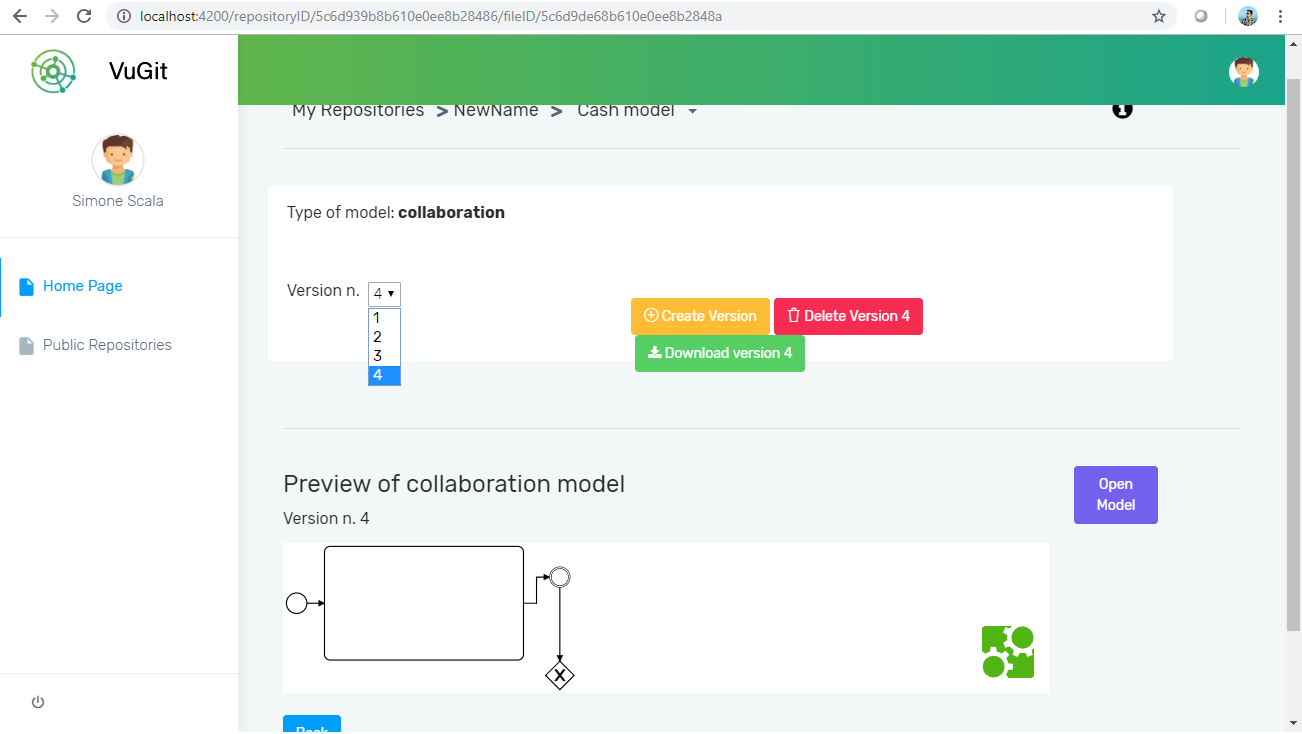 localhost:4200/repositoryID/5c6d939b8b610e0ee8b28486/fileID/5c6d9de68b610e0ee8b2848a
VuGit
My Repositories > NewName > Cash model
Simone Scala
Type of model: collaboration
Home Page
Version n. 4
1
2
3
4
Create Version
Delete Version 4
Public Repositories
Download version 4
Preview of collaboration model
Open
Model
Version n. 4
X
Back